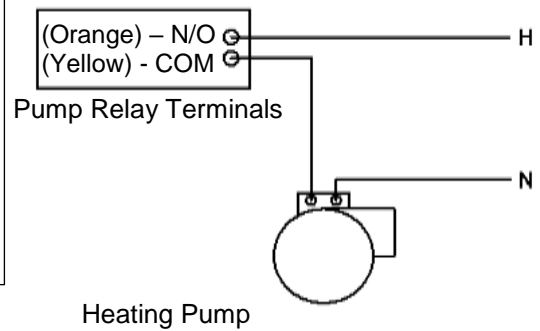 (Orange) – N/O
H
(Yellow) - COM
Pump Relay Terminals
N
Heating Pump